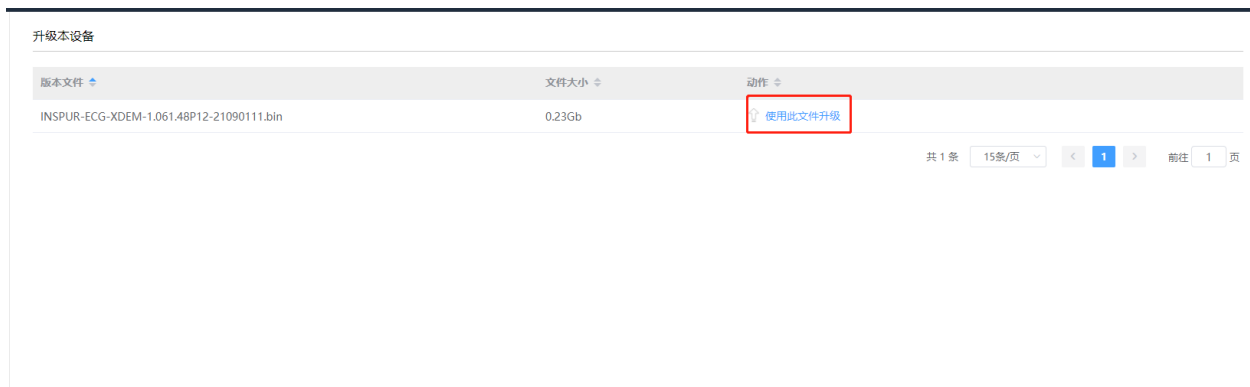 升级本设备
版本文件 文件大小 动作
INSPUR-ECG-XDEM-1.061.48P12-21090111.bin 0.23Gb 使用此文件升级
共 1 条 15条/页 1 前往 1 页